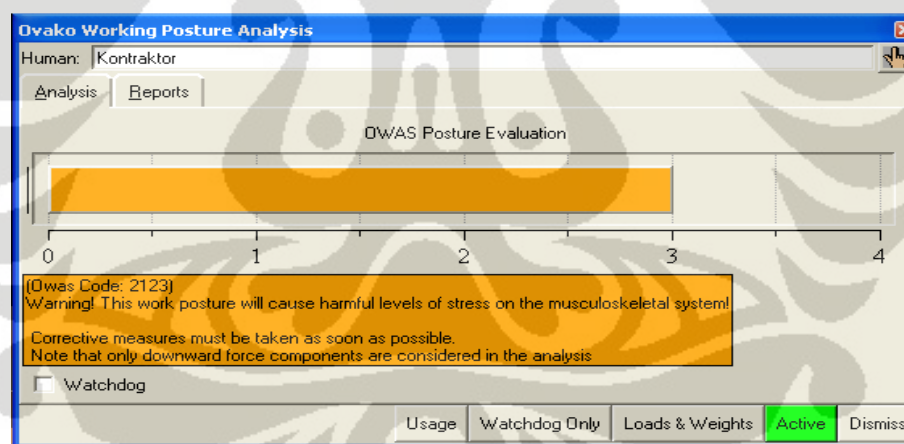 Ovako Working Posture Analysis
Human: Kontraktor
Analysis Reports
OWAS Posture Evaluation
0 1 2 3 4
(Owas Code: 2123)
Warning! This work posture will cause harmful levels of stress on the musculoskeletal system!
Corrective measures must be taken as soon as possible.
Note that only downward force components are considered in the analysis
Watchdog
Usage Watchdog Only Loads & Weights Active Dismiss